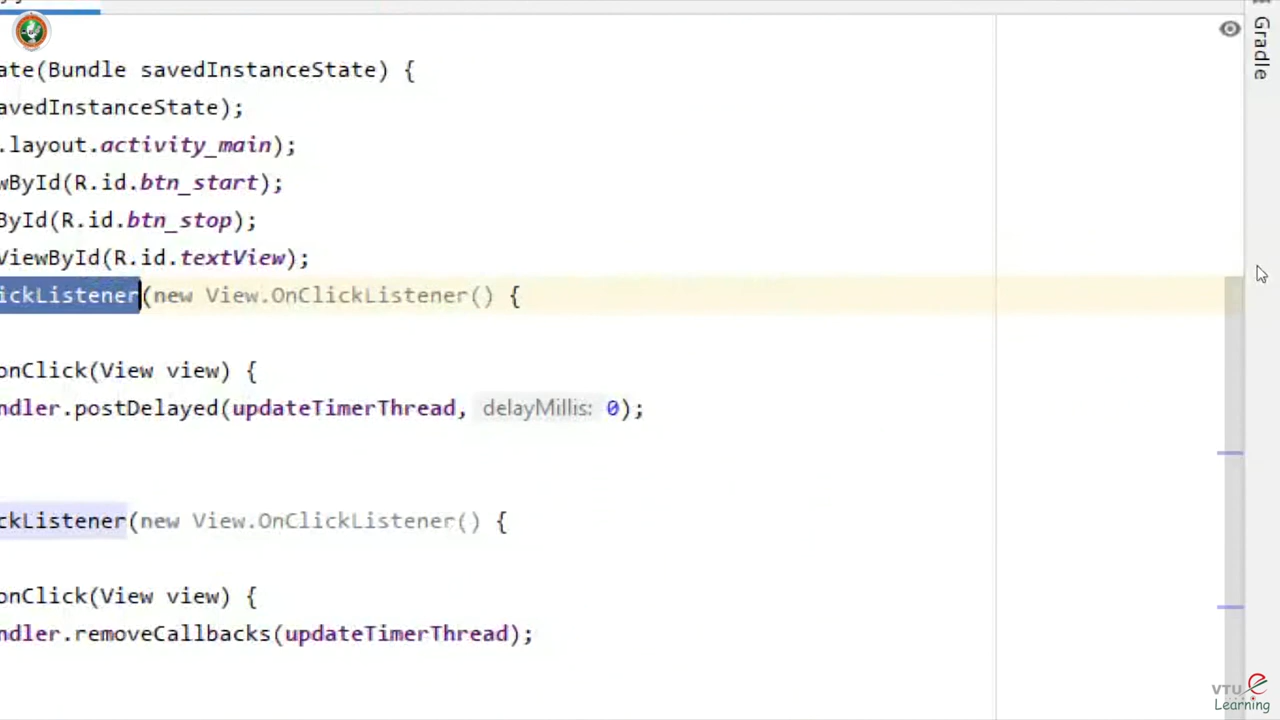 ate(Bundle savedInstanceState) {
avedInstanceState);
.layout.activity_main);
wById(R.id.btn_start);
ById(R.id.btn_stop);
ViewById(R.id.textView);
ickListener(new View.OnClickListener() {
onClick(View view) {
ndler.postDelayed(updateTimerThread, delayMillis: 0);
ckListener(new View.OnClickListener() {
onClick(View view) {
ndler.removeCallbacks(updateTimerThread);
Gradle
VTU e
Learning